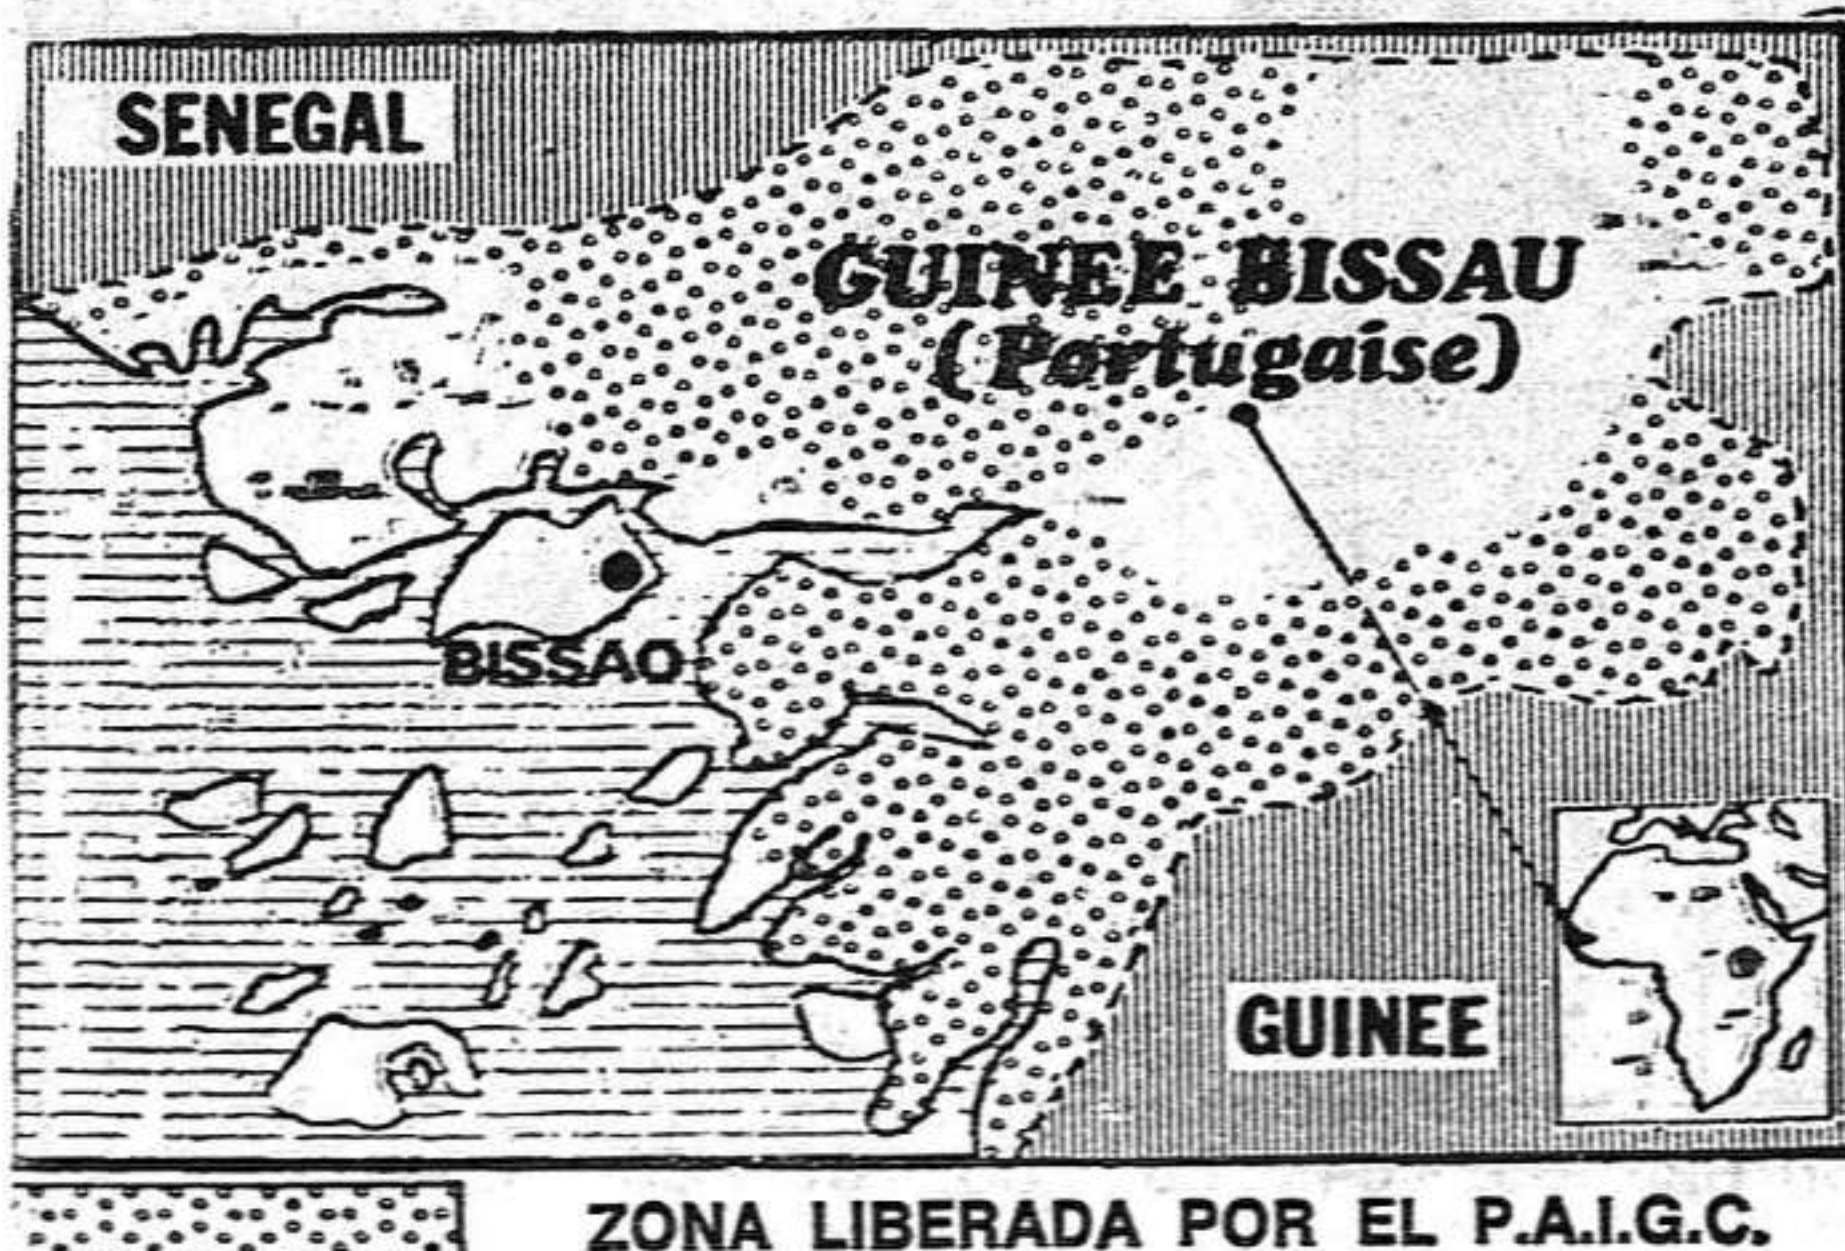 SENEGAL
GUINEE BISSAU
(Portugaise)
BISSAO
GUINEE
ZONA LIBERADA POR EL P.A.I.G.C.